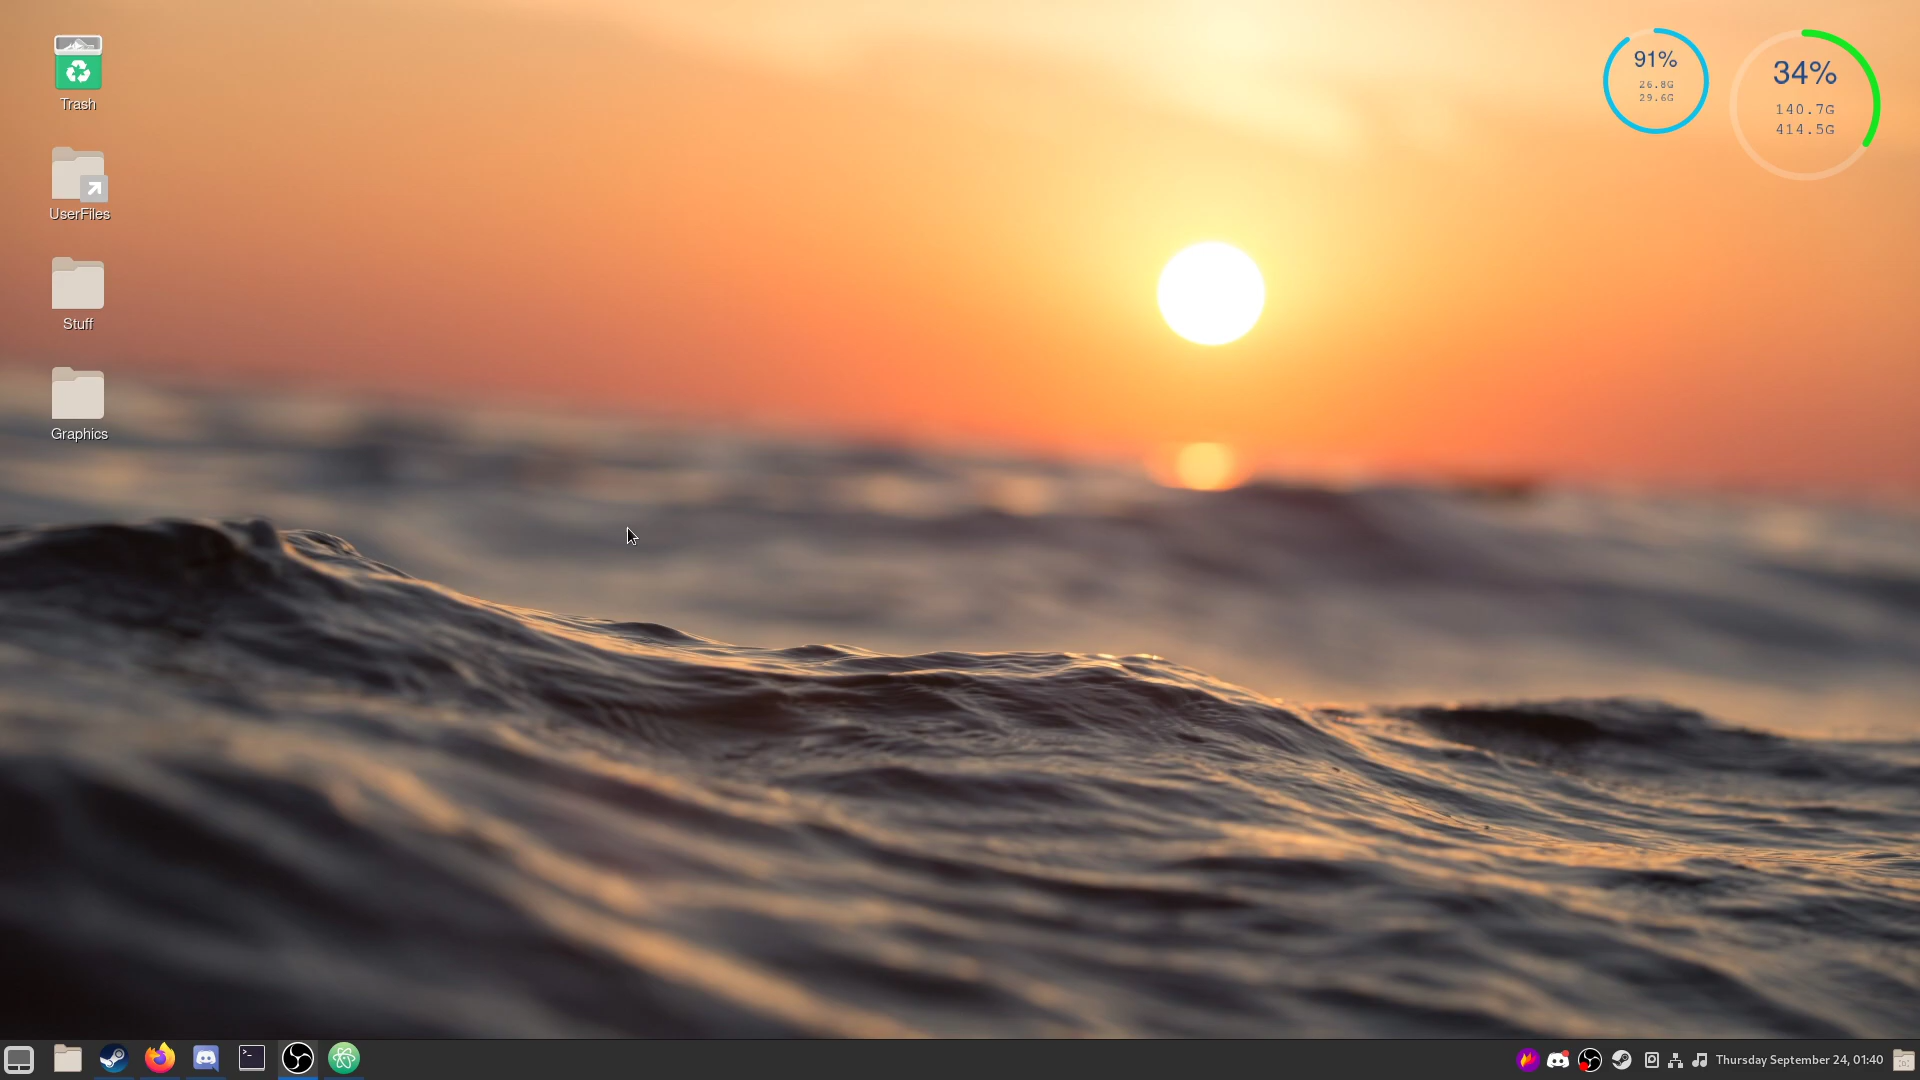 Trash
UserFiles
Stuff
Graphics
91%
26.8G
29.6G
34%
140.7G
414.5G
>_
Thursday September 24, 01:40